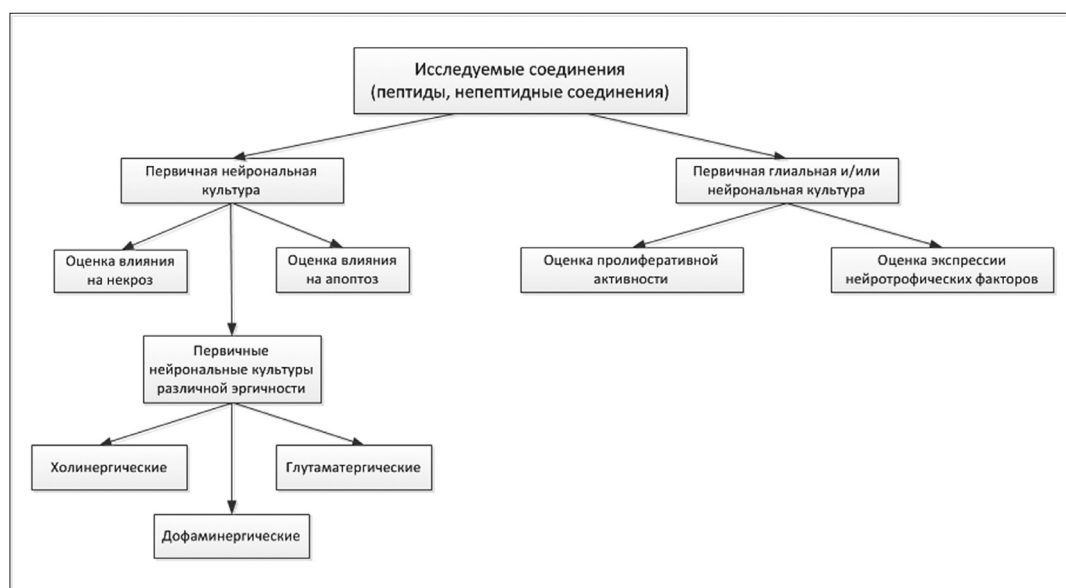 Исследуемые соединения
(пептиды, непептидные соединения)
Первичная нейрональная
культура
Первичная глиальная и/или
нейрональная культура
Оценка влияния
на некроз
Оценка влияния
на апоптоз
Оценка пролиферативной
активности
Оценка экспрессии
нейротрофических факторов
Первичные
нейрональные культуры
различной эргичности
Холинергические
Глутаматергические
Дофаминергические